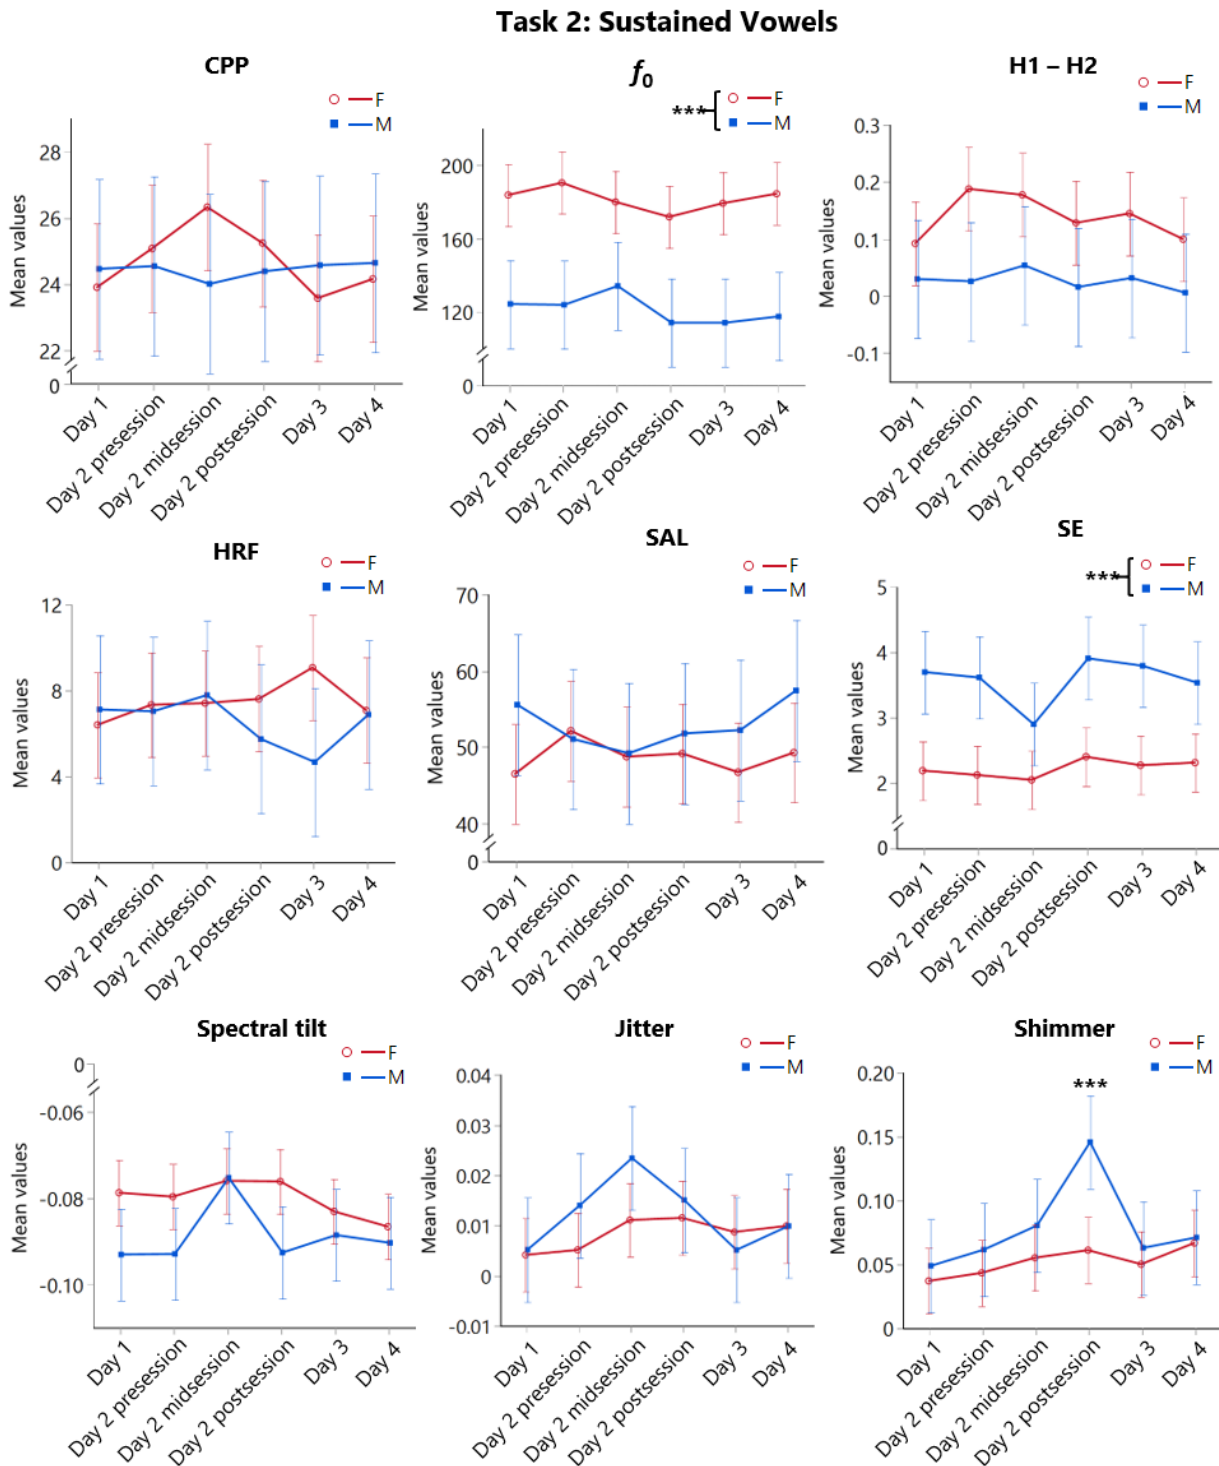 Task 2: Sustained Vowels
CPP
F
M
Mean values
28
26
24
22
0
Day 1
Day 2 presession
Day 2 midsession
Day 2 postsession
Day 3
Day 4
f0
***
F
M
Mean values
200
160
120
0
Day 1
Day 2 presession
Day 2 midsession
Day 2 postsession
Day 3
Day 4
H1 – H2
F
M
Mean values
0.3
0.2
0.1
0
-0.1
Day 1
Day 2 presession
Day 2 midsession
Day 2 postsession
Day 3
Day 4
HRF
F
M
Mean values
12
8
4
0
Day 1
Day 2 presession
Day 2 midsession
Day 2 postsession
Day 3
Day 4
SAL
F
M
Mean values
70
60
50
40
0
Day 1
Day 2 presession
Day 2 midsession
Day 2 postsession
Day 3
Day 4
SE
***
F
M
Mean values
5
4
3
2
0
Day 1
Day 2 presession
Day 2 midsession
Day 2 postsession
Day 3
Day 4
Spectral tilt
F
M
Mean values
0
-0.06
-0.08
-0.10
Day 1
Day 2 presession
Day 2 midsession
Day 2 postsession
Day 3
Day 4
Jitter
F
M
Mean values
0.04
0.03
0.02
0.01
0
-0.01
Day 1
Day 2 presession
Day 2 midsession
Day 2 postsession
Day 3
Day 4
Shimmer
F
M
***
Mean values
0.20
0.15
0.10
0.05
0
Day 1
Day 2 presession
Day 2 midsession
Day 2 postsession
Day 3
Day 4